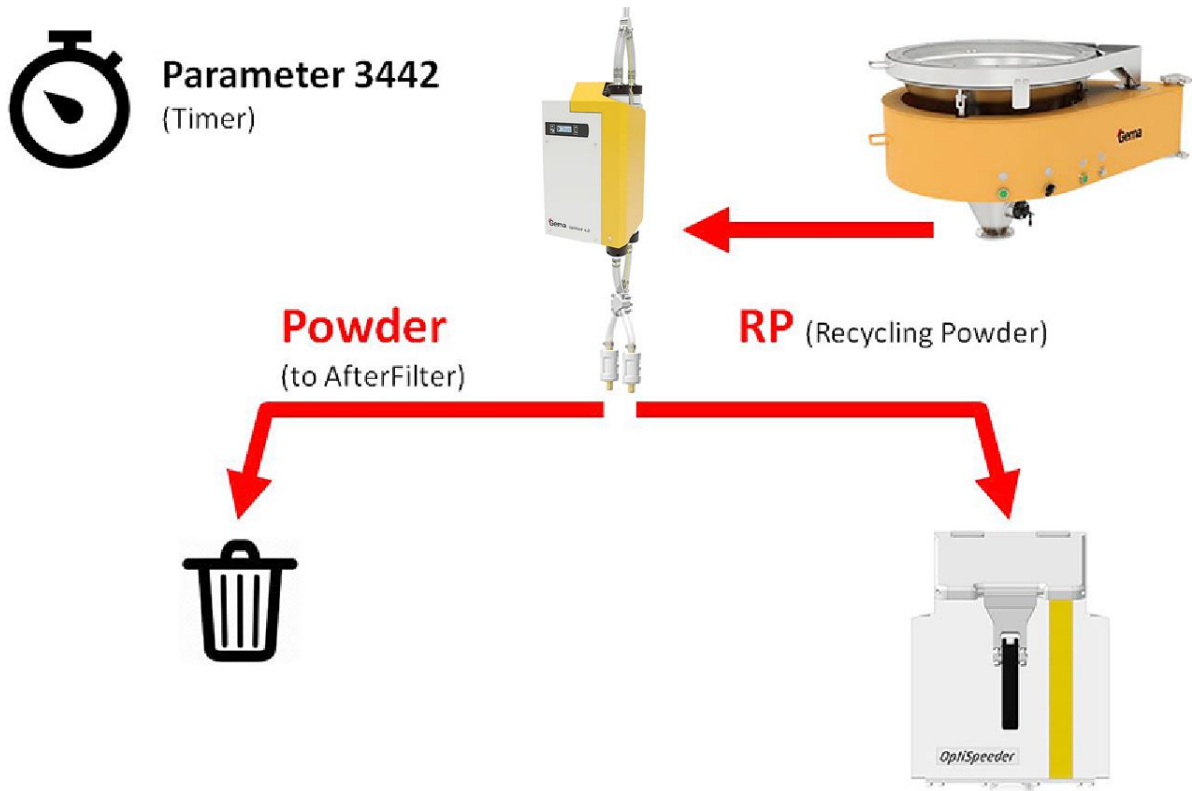 Parameter 3442
(Timer)
Gema
Gema
Powder
(to AfterFilter)
RP (Recycling Powder)
OptiSpeeder